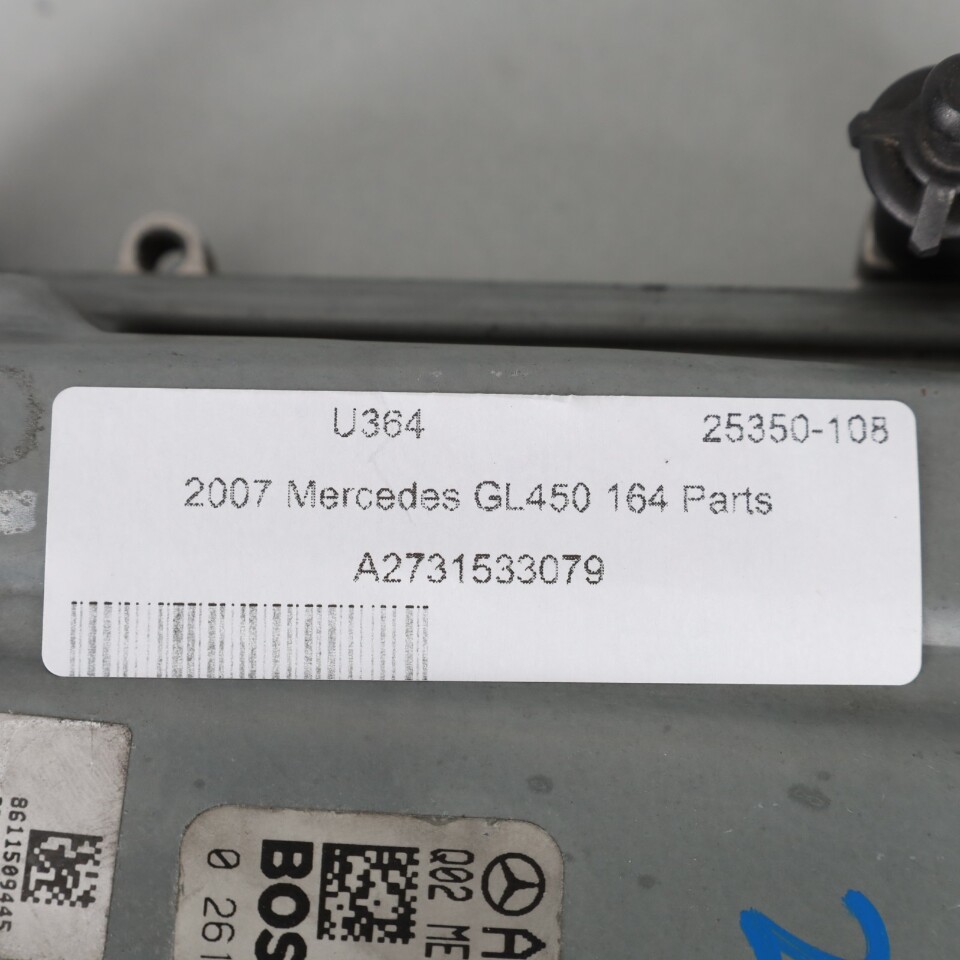 U364 25350-108
2007 Mercedes GL450 164 Parts
A2731533079
8611509445
BOS
0 261
Q02 ME
A